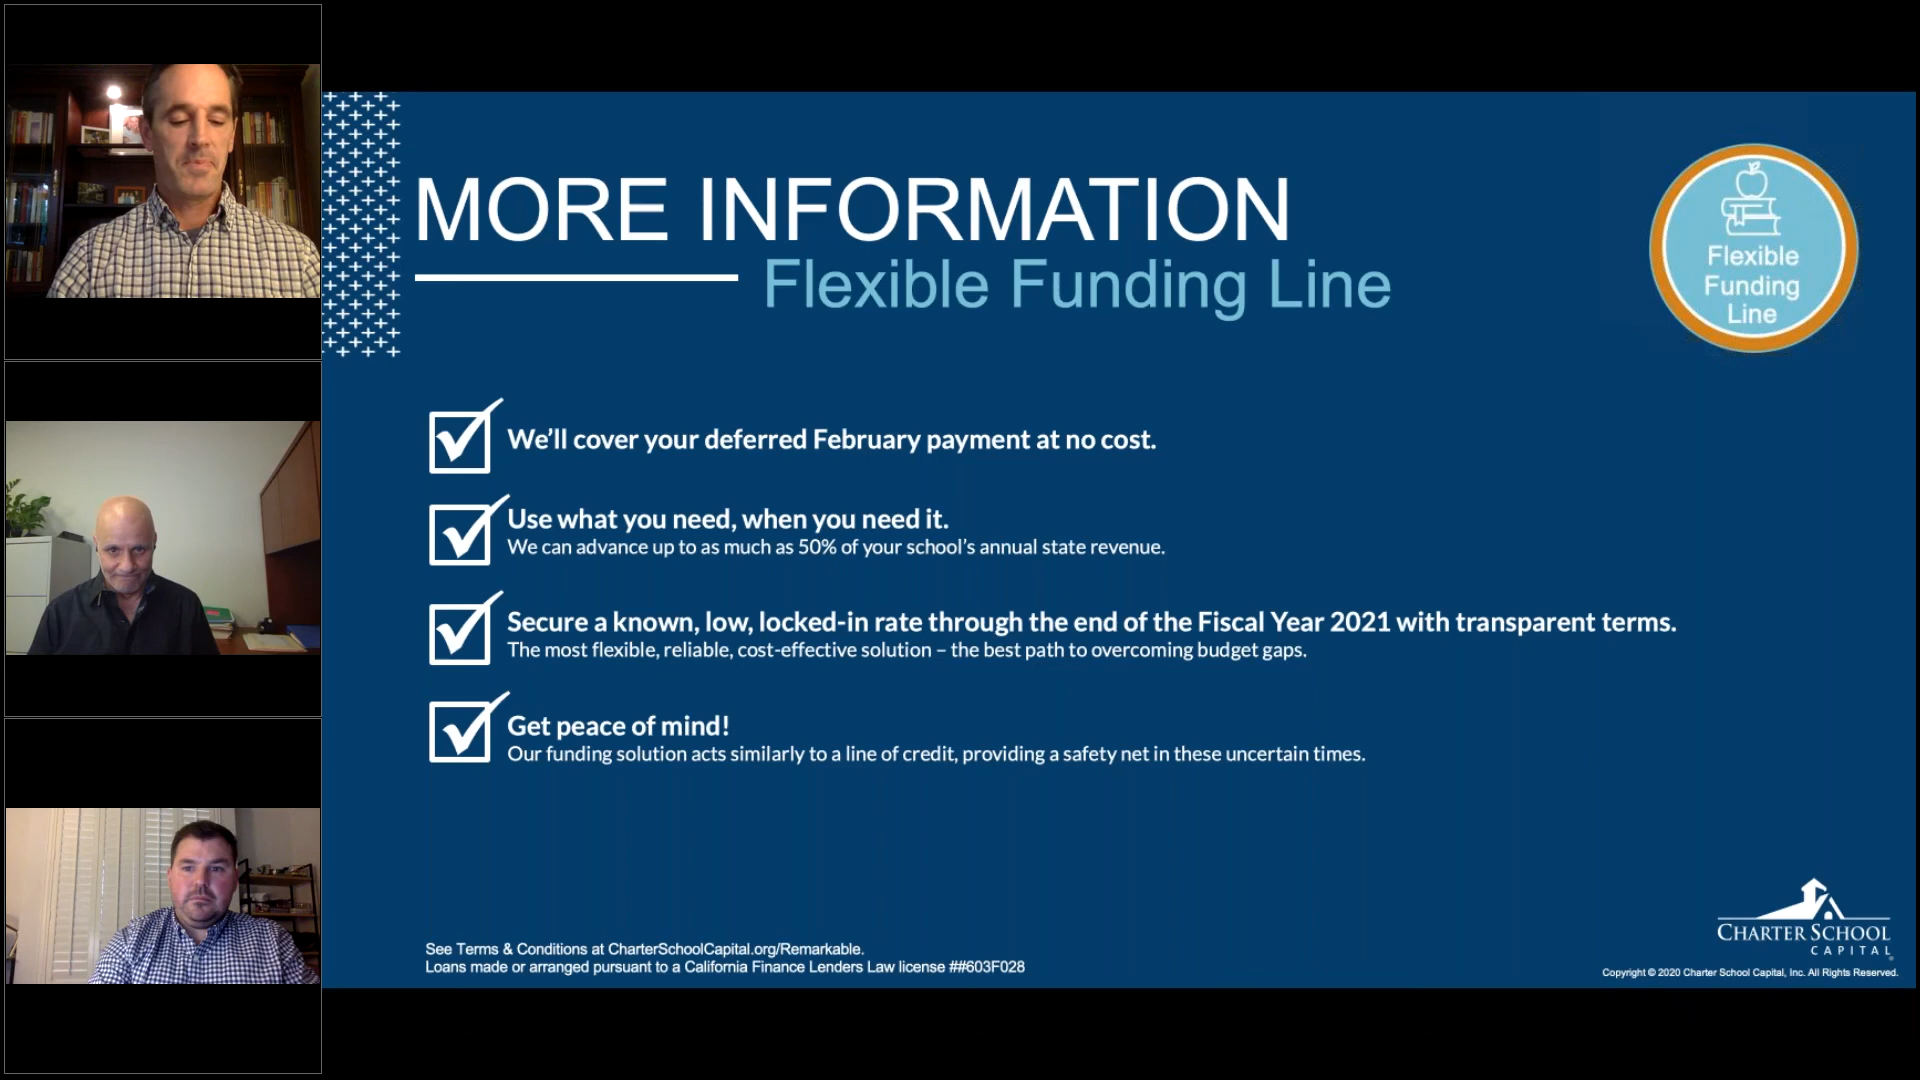 MORE INFORMATION
Flexible Funding Line
Flexible
Funding
Line
We'll cover your deferred February payment at no cost.
Use what you need, when you need it.
We can advance up to as much as 50% of your school's annual state revenue.
Secure a known, low, locked-in rate through the end of the Fiscal Year 2021 with transparent terms.
The most flexible, reliable, cost-effective solution – the best path to overcoming budget gaps.
Get peace of mind!
Our funding solution acts similarly to a line of credit, providing a safety net in these uncertain times.
See Terms & Conditions at CharterSchoolCapital.org/Remarkable.
Loans made or arranged pursuant to a California Finance Lenders Law license ##603F028
CHARTER SCHOOL
CAPITAL
Copyright © 2020 Charter School Capital, Inc. All Rights Reserved.